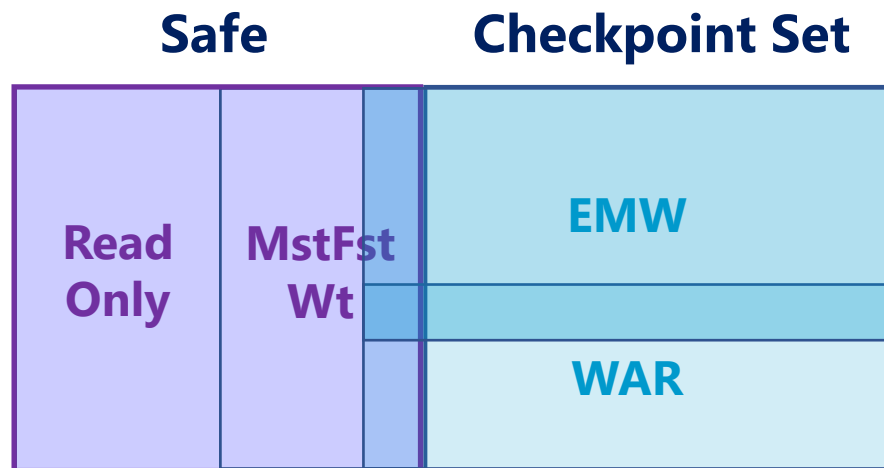 Safe
Checkpoint Set
Read
Only
MstFst
Wt
EMW
WAR